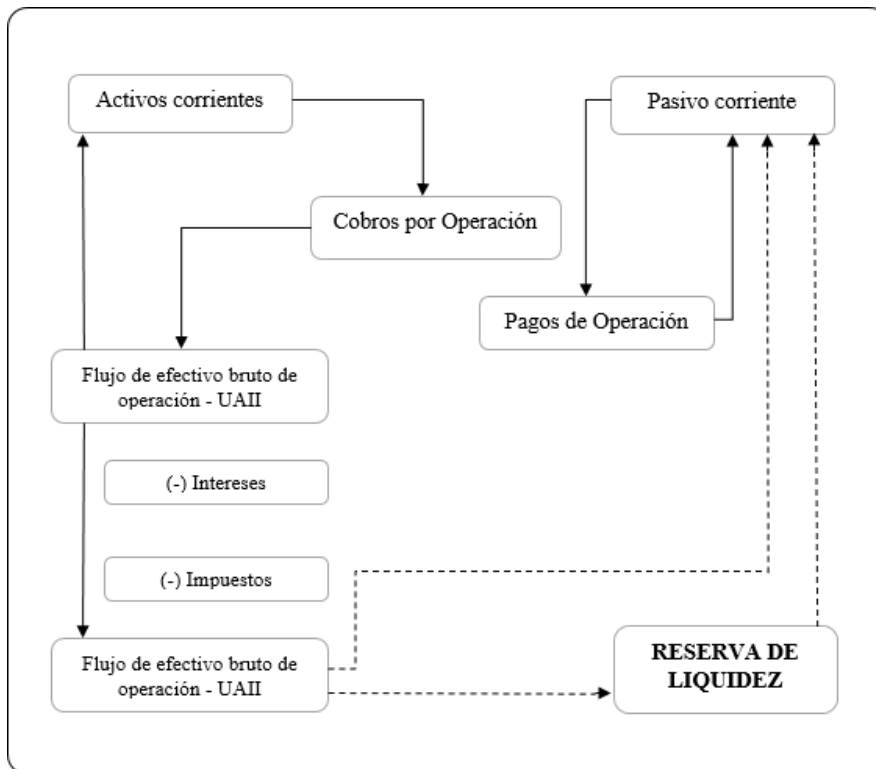 Activos corrientes
Pasivo corriente
Cobros por Operación
Pagos de Operación
Flujo de efectivo bruto de
operación - UAII
(-) Intereses
(-) Impuestos
Flujo de efectivo bruto de
operación - UAII
RESERVA DE
LIQUIDEZ